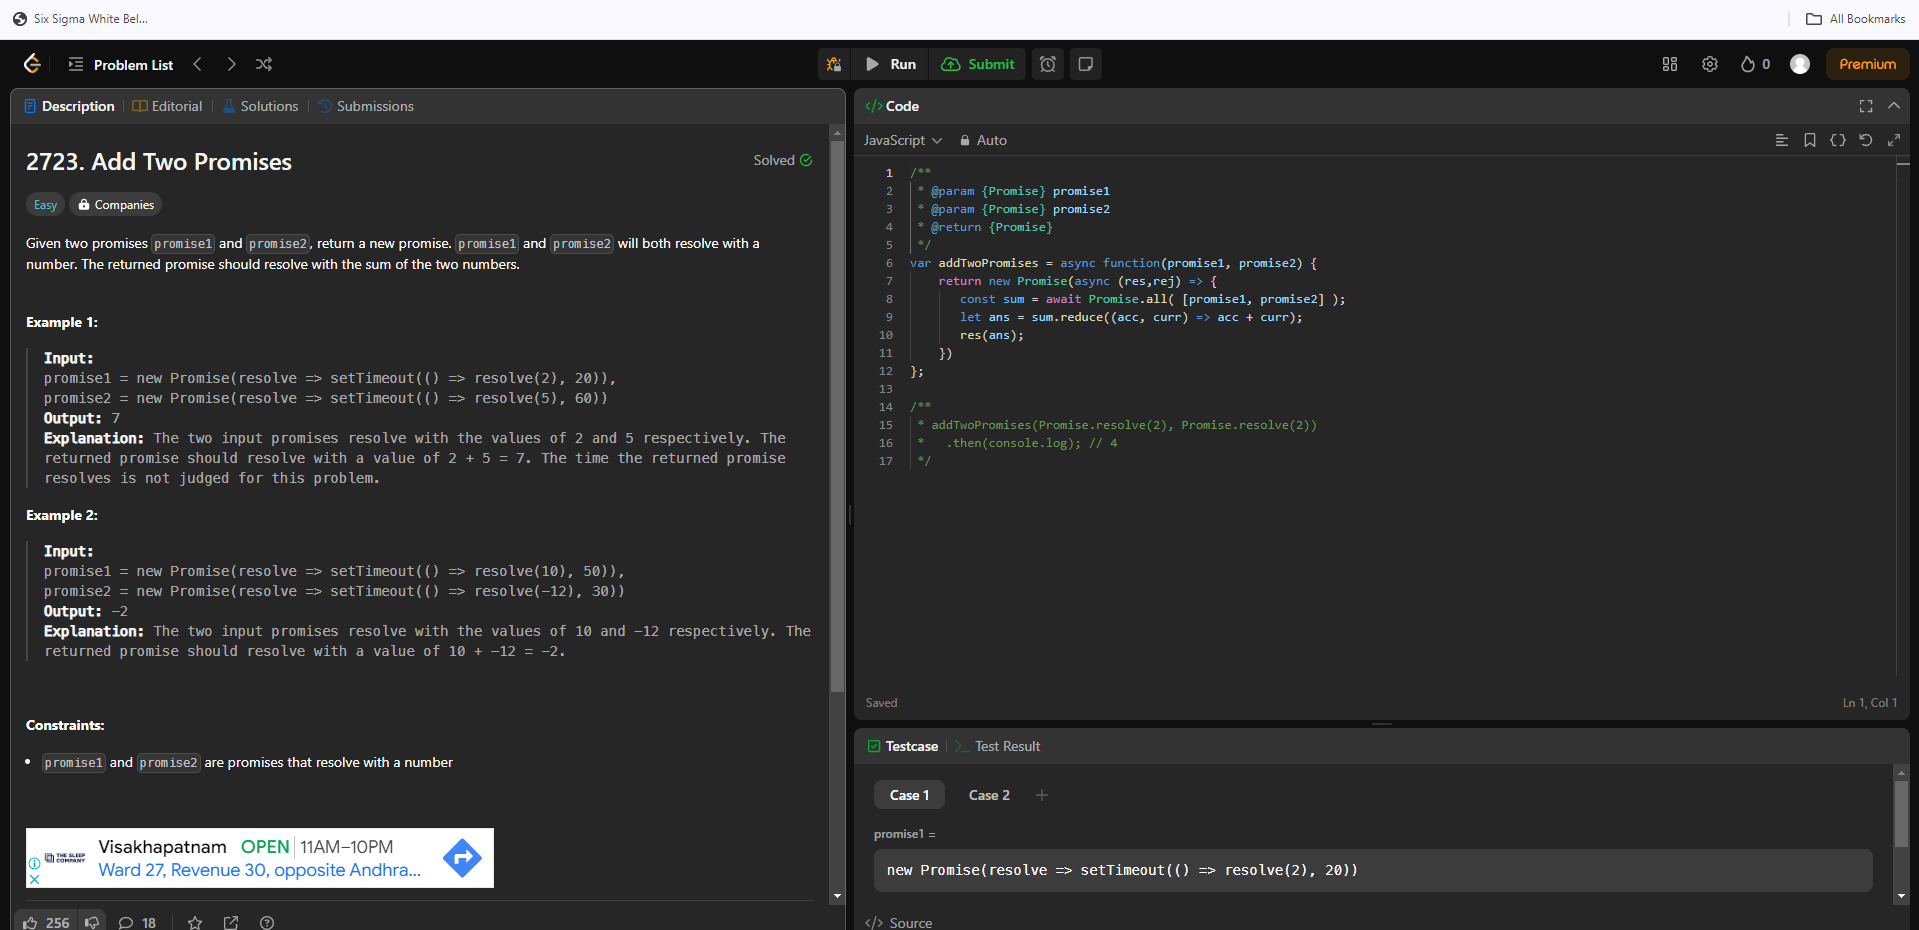 Six Sigma White Bel...
All Bookmarks
Problem List
Run
Submit
0
Premium
Description
Editorial
Solutions
Submissions
2723. Add Two Promises
Solved
Easy
Companies
Given two promises promise1 and promise2, return a new promise. promise1 and promise2 will both resolve with a
number. The returned promise should resolve with the sum of the two numbers.
Example 1:
Input:
promise1 = new Promise(resolve => setTimeout(() => resolve(2), 20)),
promise2 = new Promise(resolve => setTimeout(() => resolve(5), 60))
Output: 7
Explanation: The two input promises resolve with the values of 2 and 5 respectively. The
returned promise should resolve with a value of 2 + 5 = 7. The time the returned promise
resolves is not judged for this problem.
Example 2:
Input:
promise1 = new Promise(resolve => setTimeout(() => resolve(10), 50)),
promise2 = new Promise(resolve => setTimeout(() => resolve(-12), 30))
Output: -2
Explanation: The two input promises resolve with the values of 10 and -12 respectively. The
returned promise should resolve with a value of 10 + -12 = -2.
Constraints:
• promise1 and promise2 are promises that resolve with a number
THE SLEEP
COMPANY
Visakhapatnam OPEN 11AM–10PM
Ward 27, Revenue 30, opposite Andhra...
256
18
</> Code
JavaScript
Auto
1 /**
2  * @param {Promise} promise1
3  * @param {Promise} promise2
4  * @return {Promise}
5  */
6 var addTwoPromises = async function(promise1, promise2) {
7     return new Promise(async (res,rej) => {
8        const sum = await Promise.all( [promise1, promise2] );
9        let ans = sum.reduce((acc, curr) => acc + curr);
10        res(ans);
11     })
12 };
13
14 /**
15  * addTwoPromises(Promise.resolve(2), Promise.resolve(2))
16  *   .then(console.log); // 4
17  */
Saved
Ln 1, Col 1
Testcase
Test Result
Case 1
Case 2
+
promise1 =
new Promise(resolve => setTimeout(() => resolve(2), 20))
</> Source